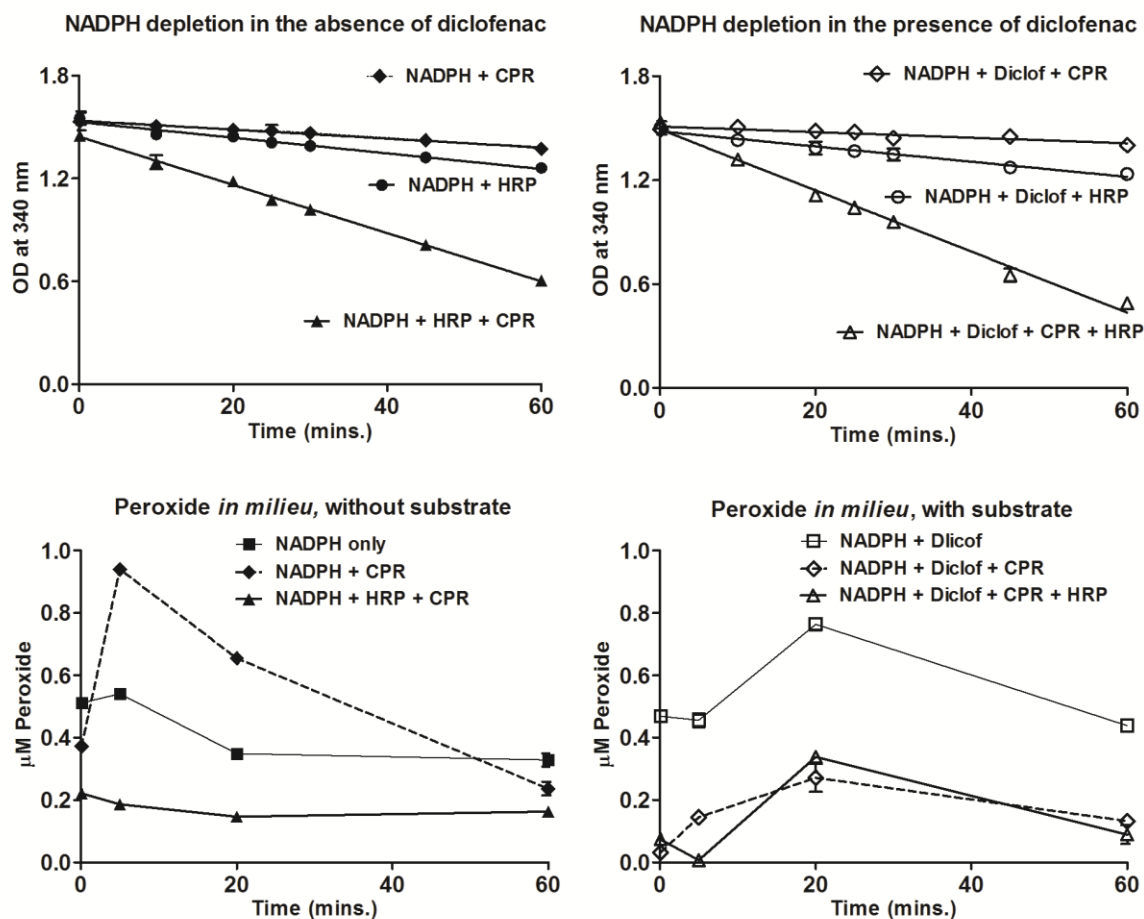 NADPH depletion in the absence of diclofenac
1.8
1.2
0.6
0.0
OD at 340 nm
NADPH + CPR
NADPH + HRP
NADPH + HRP + CPR
0
20
40
60
Time (mins.)
NADPH depletion in the presence of diclofenac
1.8
1.2
0.6
0.0
OD at 340 nm
NADPH + Diclof + CPR
NADPH + Diclof + HRP
NADPH + Diclof + CPR + HRP
0
20
40
60
Time (mins.)
Peroxide in milieu, without substrate
NADPH only
NADPH + CPR
NADPH + HRP + CPR
1.0
0.8
0.6
0.4
0.2
0.0
μM Peroxide
0
20
40
60
Time (mins.)
Peroxide in milieu, with substrate
NADPH + Dlicof
NADPH + Diclof + CPR
NADPH + Diclof + CPR + HRP
1.0
0.8
0.6
0.4
0.2
0.0
μM Peroxide
0
20
40
60
Time (mins.)